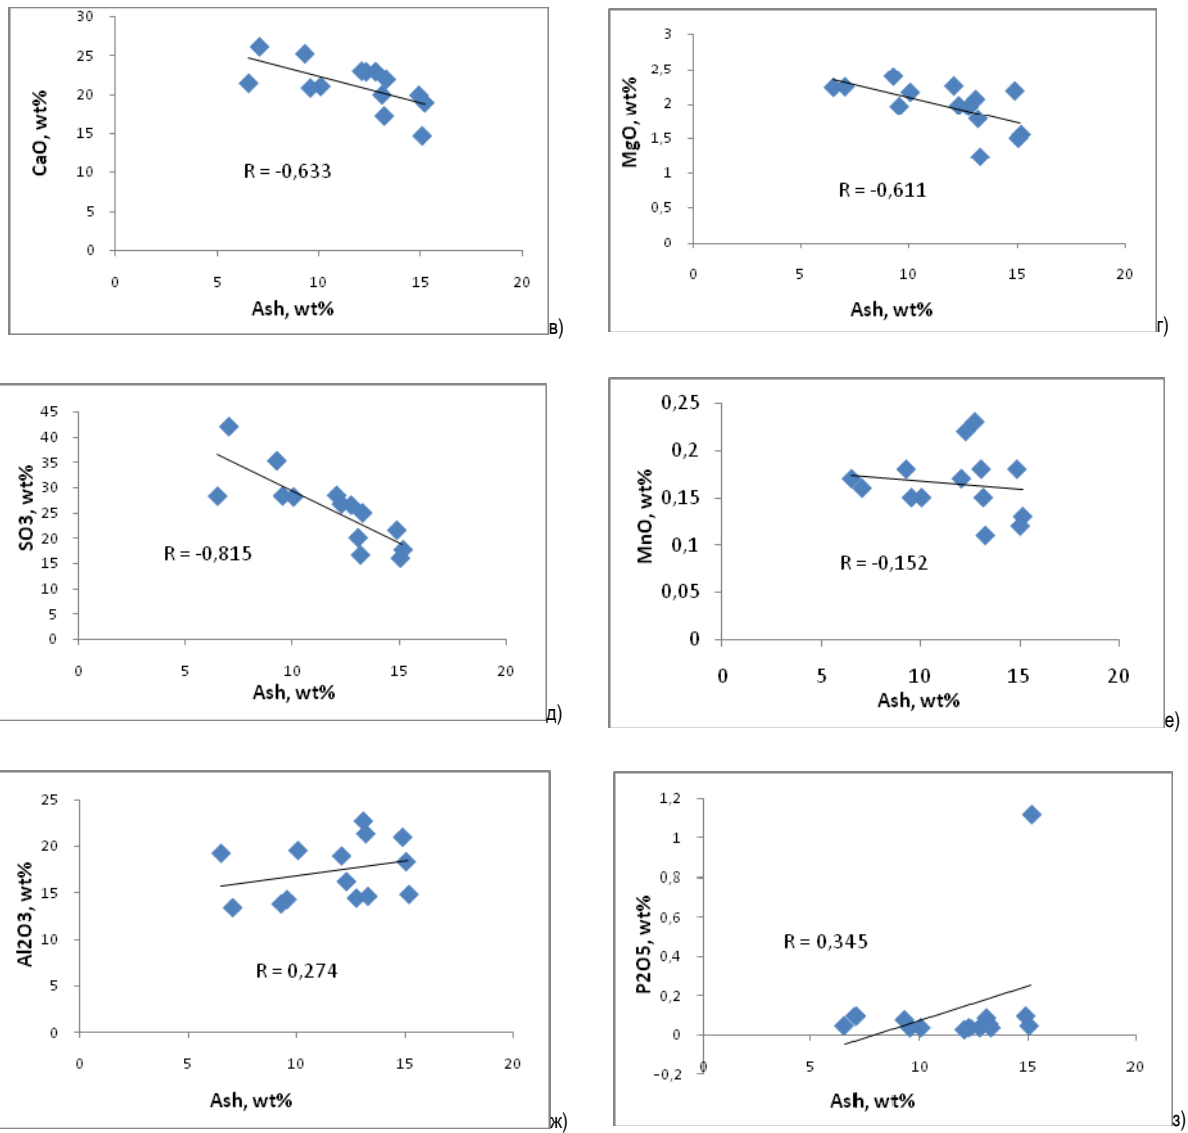 30
25
20
15
10
5
0
CaO, wt%
R = -0,633
0 5 10 15 20
Ash, wt%
в)
3
2,5
2
1,5
1
0,5
0
MgO, wt%
R = -0,611
0 5 10 15 20
Ash, wt%
г)
45
40
35
30
25
20
15
10
5
0
SO3, wt%
R = -0,815
0 5 10 15 20
Ash, wt%
д)
0,25
0,2
0,15
0,1
0,05
0
MnO, wt%
R = -0,152
0 5 10 15 20
Ash, wt%
е)
25
20
15
10
5
0
Al2O3, wt%
R = 0,274
0 5 10 15 20
Ash, wt%
ж)
1,2
1
0,8
0,6
0,4
0,2
0
-0,2
P2O5, wt%
R = 0,345
0 5 10 15 20
Ash, wt%
з)